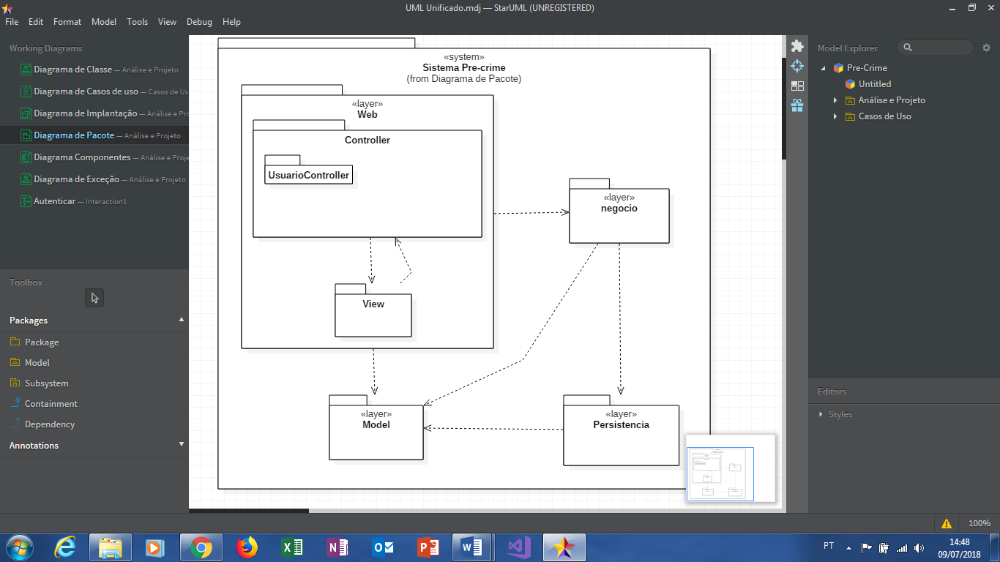 UML Unificado.mdj — StarUML (UNREGISTERED)
File Edit Format Model Tools View Debug Help
Working Diagrams
Diagrama de Classe — Análise e Projeto
Diagrama de Casos de uso — Casos de Us
Diagrama de Implantação — Análise e Pro
Diagrama de Pacote — Análise e Projeto
Diagrama Componentes — Análise e Proje
Diagrama de Exceção — Análise e Projeto
Autenticar — Interaction1
Toolbox
Packages
Package
Model
Subsystem
Containment
Dependency
Annotations
«system»
Sistema Pre-crime
(from Diagrama de Pacote)
«layer»
Web
Controller
UsuarioController
View
«layer»
negocio
«layer»
Model
«layer»
Persistencia
Model Explorer
Pre-Crime
Untitled
Análise e Projeto
Casos de Uso
Editors
Styles
100%
PT
14:48
09/07/2018